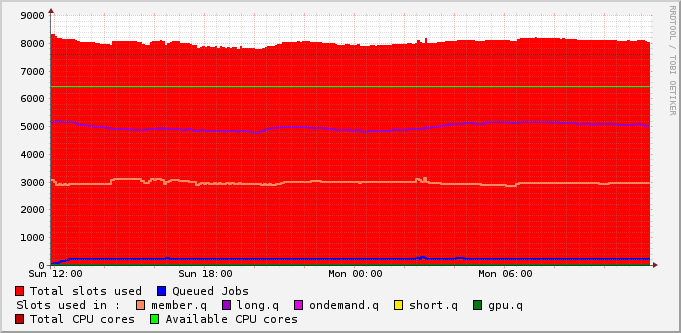 9000
8000
7000
6000
5000
4000
3000
2000
1000
0
Sun 12:00 Sun 18:00 Mon 00:00 Mon 06:00
RRDTOOL / TOBI OETIKER
Total slots used Queued Jobs
Slots used in : member.q long.q ondemand.q short.q gpu.q
Total CPU cores Available CPU cores